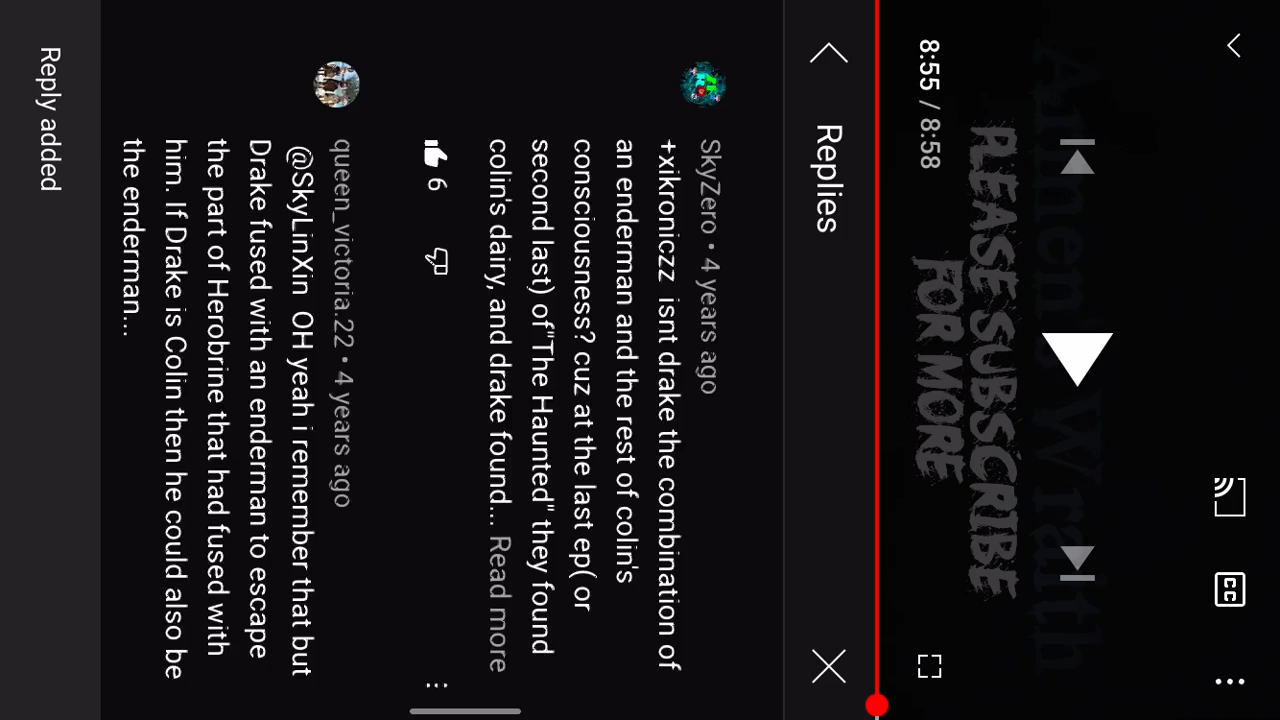 Anthem's Wrath
PLEASE SUBSCRIBE
FOR MORE
8:55 / 8:58
CC
Replies
SkyZero • 4 years ago
+xikroniczz isnt drake the combination of
an enderman and the rest of colin's
consciousness? cuz at the last ep( or
second last) of"The Haunted" they found
colin's dairy, and drake found... Read more
6
queen_victoria.22 • 4 years ago
@SkyLinXin OH yeah i remember that but
Drake fused with an enderman to escape
the part of Herobrine that had fused with
him. If Drake is Colin then he could also be
the enderman...
Reply added